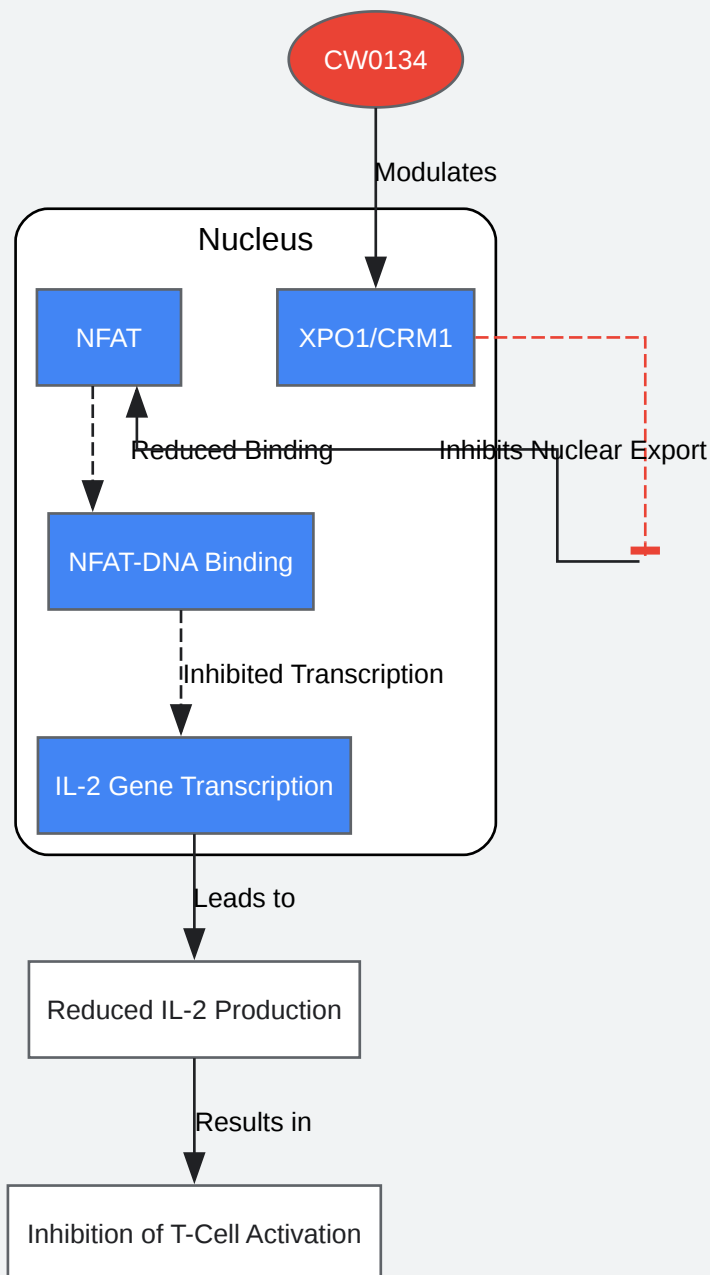 CW0134
Modulates
Nucleus
NFAT
XPO1/CRM1
Reduced Binding
Inhibits Nuclear Export
NFAT-DNA Binding
Inhibited Transcription
IL-2 Gene Transcription
Leads to
Reduced IL-2 Production
Results in
Inhibition of T-Cell Activation